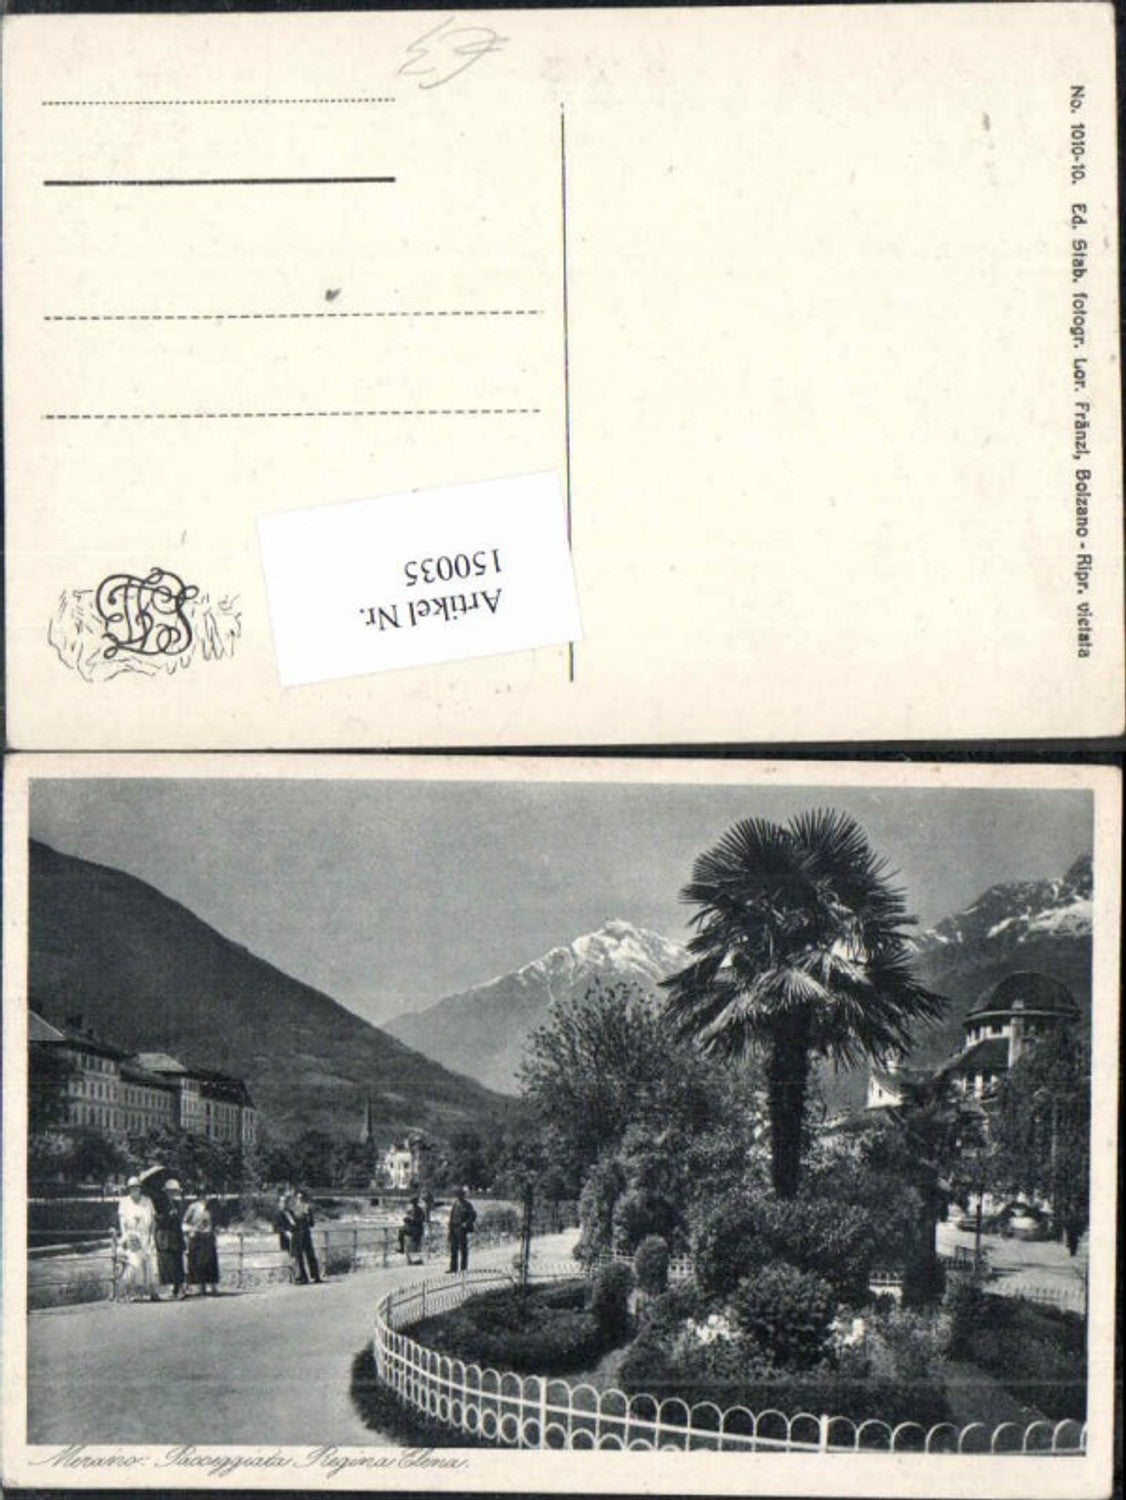 No. 1010-10. Ed. Stab. fotogr. Lor. Fränzl, Bolzano - Ripr. vietata
Artikel Nr.
150035
Merano: Passeggiata Regina Elena.